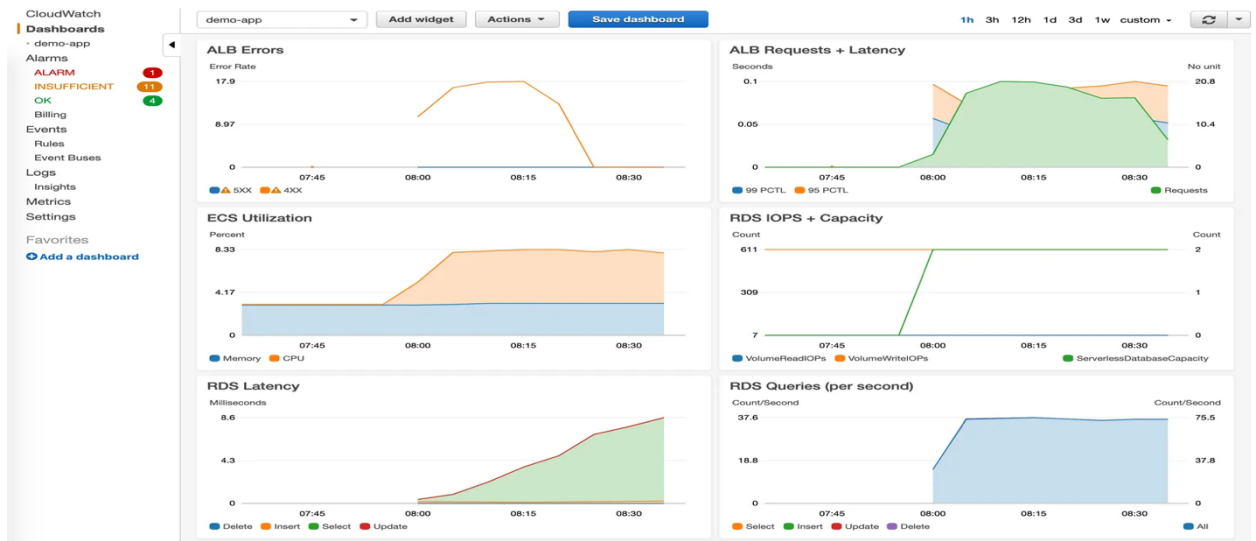 CloudWatch
Dashboards
demo-app
Alarms
ALARM 1
INSUFFICIENT 11
OK 4
Billing
Events
Rules
Event Buses
Logs
Insights
Metrics
Settings
Favorites
Add a dashboard
demo-app Add widget Actions Save dashboard 1h 3h 12h 1d 3d 1w custom
ALB Errors
Error Rate
17.9
8.97
0
07:45 08:00 08:15 08:30
5XX 4XX
ALB Requests + Latency
Seconds No unit
0.1 20.8
0.05 10.4
0 0
07:45 08:00 08:15 08:30
99 PCTL 95 PCTL Requests
ECS Utilization
Percent
8.33
4.17
0
07:45 08:00 08:15 08:30
Memory CPU
RDS IOPS + Capacity
Count Count
611 2
309 1
7 0
07:45 08:00 08:15 08:30
VolumeReadIOPs VolumeWriteIOPs ServerlessDatabaseCapacity
RDS Latency
Milliseconds
8.6
4.3
0
07:45 08:00 08:15 08:30
Delete Insert Select Update
RDS Queries (per second)
Count/Second Count/Second
37.6 75.5
18.8 37.8
0 0
07:45 08:00 08:15 08:30
Select Insert Update Delete All